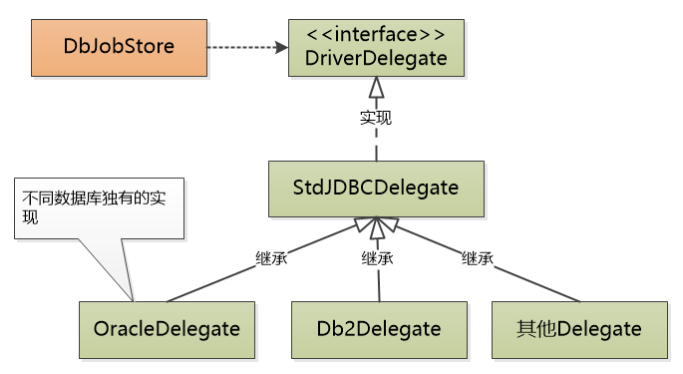 DbJobStore
<<interface>>
DriverDelegate
实现
StdJDBCDelegate
不同数据库独有的实
现
继承
继承
继承
OracleDelegate
Db2Delegate
其他Delegate